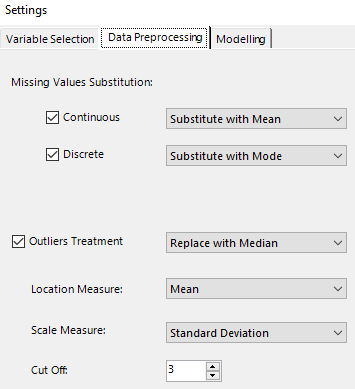 Settings
Variable Selection Data Preprocessing Modelling
Missing Values Substitution:
Continuous Substitute with Mean
Discrete Substitute with Mode
Outliers Treatment Replace with Median
Location Measure: Mean
Scale Measure: Standard Deviation
Cut Off: 3